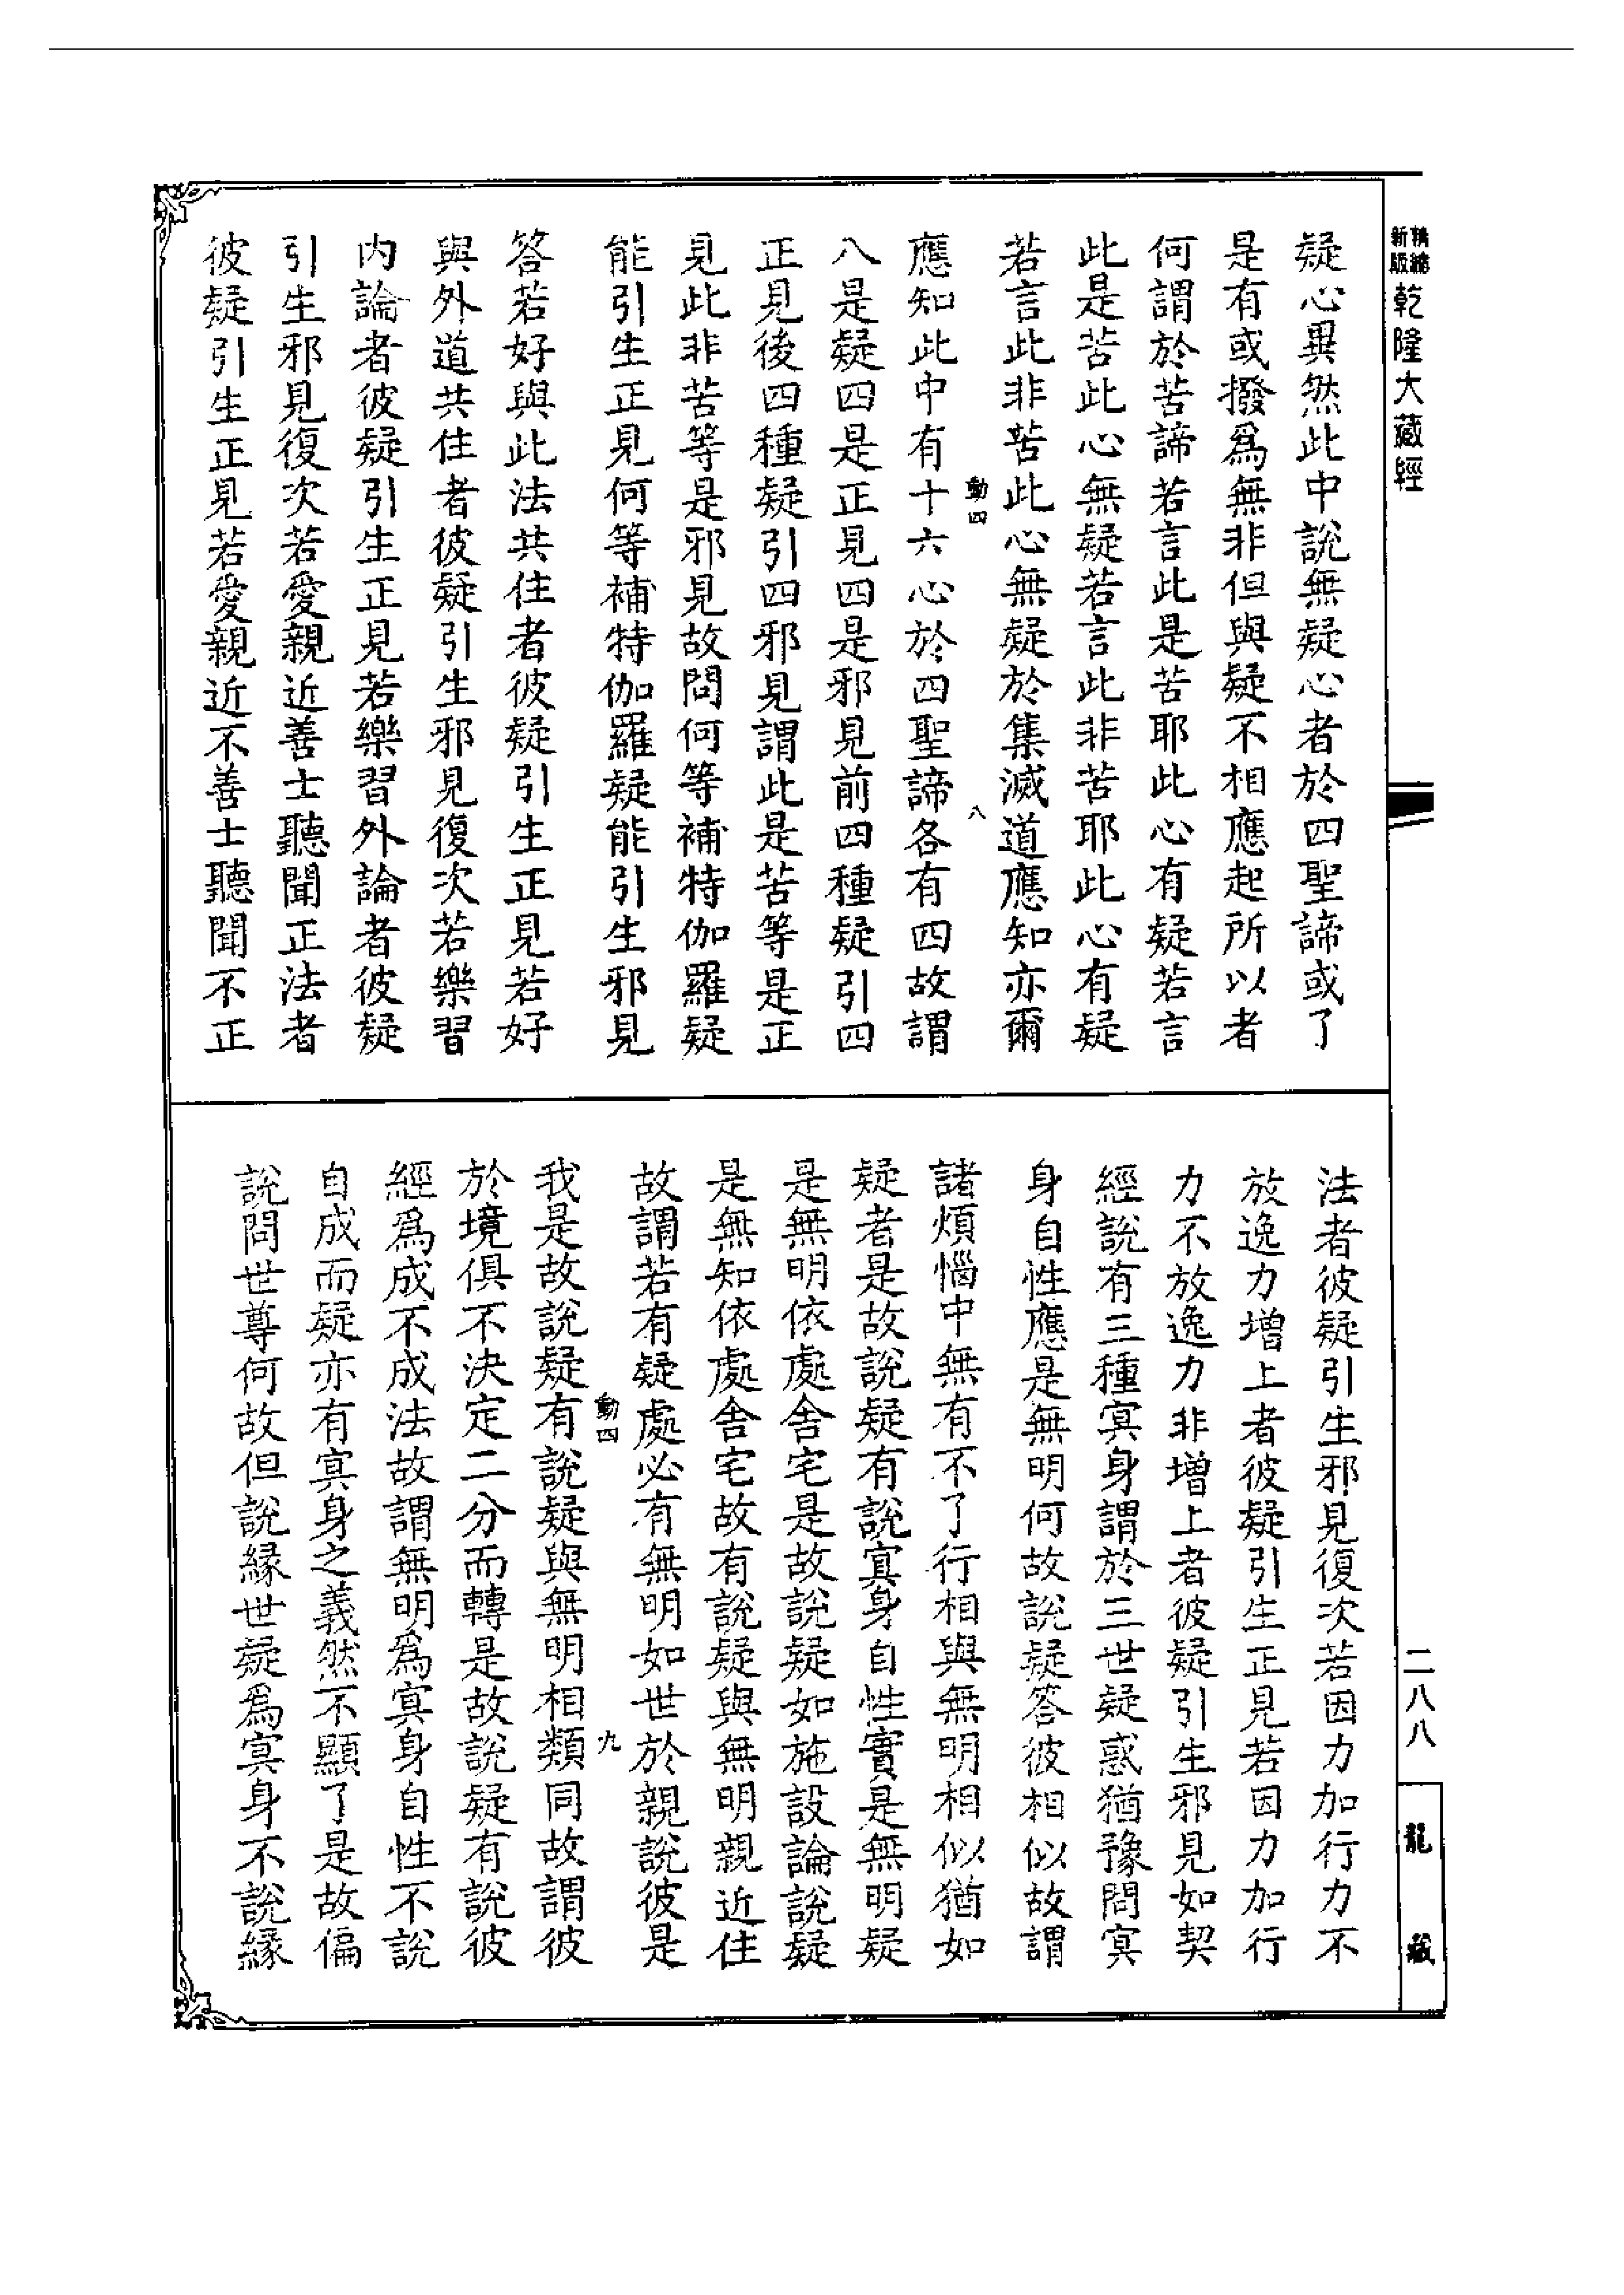 精縮
新版
乾隆大藏經
疑心異然此中說無疑心者於四聖諦或了
是有或撥爲無非但與疑不相應起所以者
何謂於苦諦若言此是苦耶此心有疑若言
此是苦此心無疑若言此非苦耶此心有疑
若言此非苦此心無疑於集滅道應知亦爾
動四
八
應知此中有十六心於四聖諦各有四故謂
八是疑四是正見四是邪見前四種疑引四
正見後四種疑引四邪見謂此是苦等是正
見此非苦等是邪見故問何等補特伽羅疑
能引生正見何等補特伽羅疑能引生邪見
答若好與此法共住者彼疑引生正見若好
與外道共住者彼疑引生邪見復次若樂習
內論者彼疑引生正見若樂習外論者彼疑
引生邪見復次若愛親近善士聽聞正法者
彼疑引生正見若愛親近不善士聽聞不正
法者彼疑引生邪見復次若因力加行力不
放逸力增上者彼疑引生正見若因力加行
力不放逸力非增上者彼疑引生邪見如契
經說有三種冥身謂於三世疑惑猶豫問冥
身自性應是無明何故說疑答彼相似故謂
諸煩惱中無有不了行相與無明相似猶如
疑者是故說疑有說冥身自性實是無明疑
是無明依處舍宅是故說疑如施設論說疑
是無知依處舍宅故有說疑與無明親近住
故謂若有疑處必有無明如世於親說彼是
動四
九
我是故說疑有說疑與無明相類同故謂彼
於境俱不決定二分而轉是故說疑有說彼
經爲成不成法故謂無明爲冥身自性不說
自成而疑亦有冥身之義然不顯了是故偏
說問世尊何故但說緣世疑爲冥身不說緣
二八八
龍藏